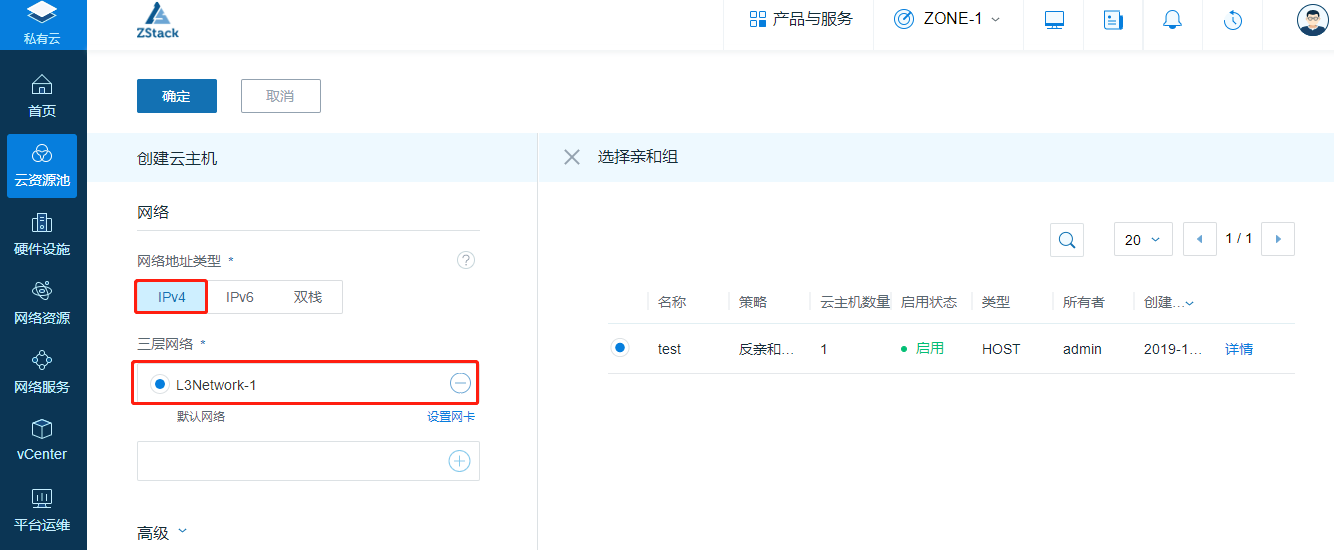 私有云
ZStack
产品与服务
ZONE-1
首页
云资源池
硬件设施
网络资源
网络服务
vCenter
平台运维
确定
取消
创建云主机
网络
网络地址类型 *
?
IPv4
IPv6
双栈
三层网络 *
L3Network-1
默认网络
设置网卡
高级
选择亲和组
20
1 / 1
名称 策略 云主机数量 启用状态 类型 所有者 创建...
test 反亲和... 1 启用 HOST admin 2019-1... 详情